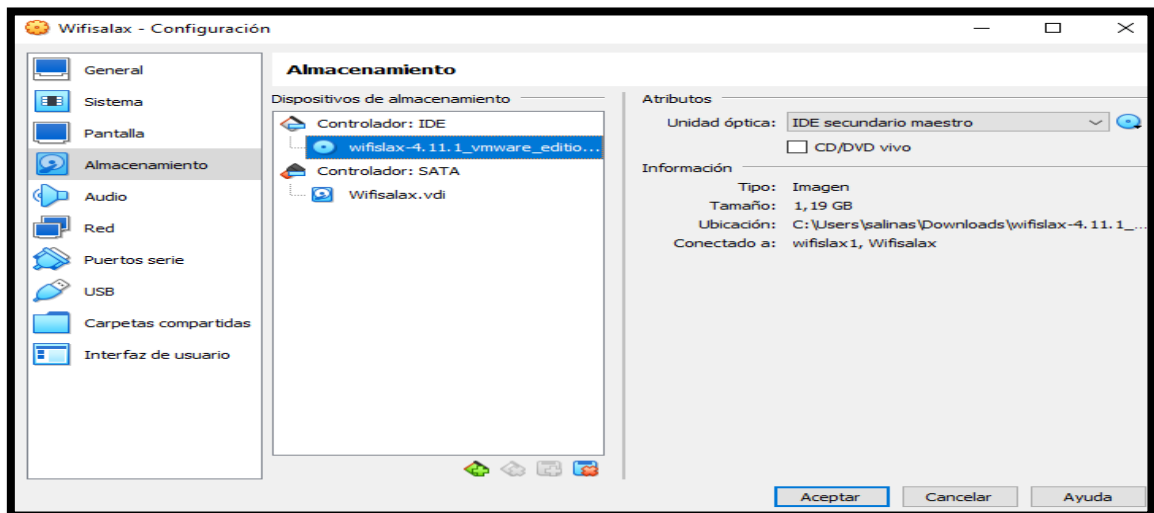 Wifisalax - Configuración
General
Sistema
Pantalla
Almacenamiento
Audio
Red
Puertos serie
USB
Carpetas compartidas
Interfaz de usuario
Almacenamiento
Dispositivos de almacenamiento
Controlador: IDE
wifislax-4.11.1_vmware_editio...
Controlador: SATA
Wifisalax.vdi
Atributos
Unidad óptica: IDE secundario maestro
CD/DVD vivo
Información
Tipo: Imagen
Tamaño: 1,19 GB
Ubicación: C:\Users\salinas\Downloads\wifislax-4.11.1_...
Conectado a: wifislax1, Wifisalax
Aceptar Cancelar Ayuda